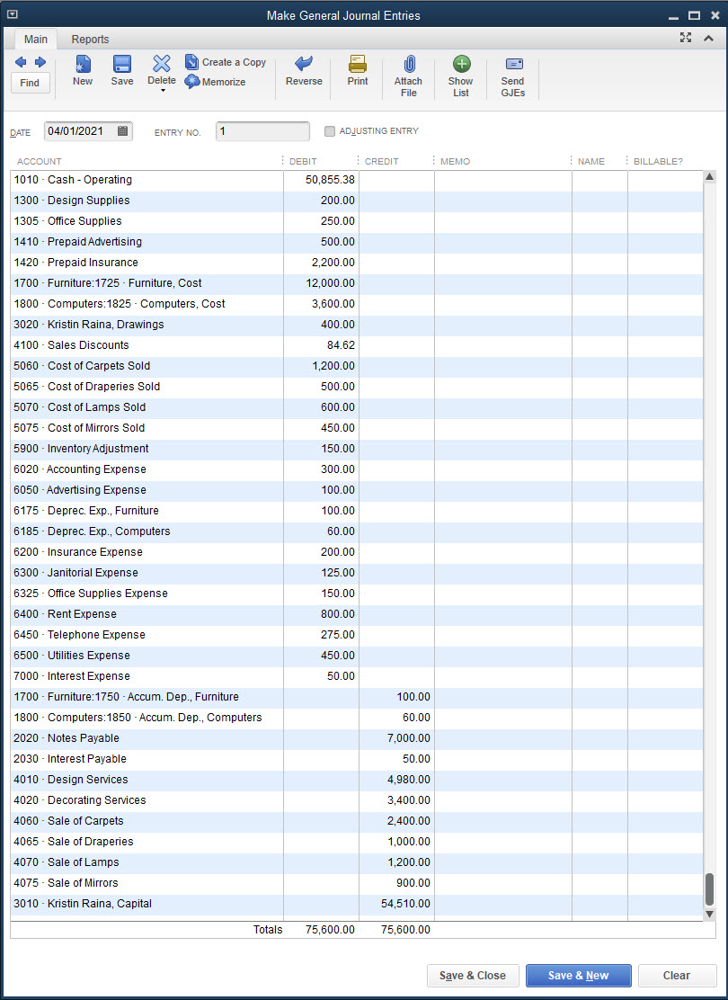 Make General Journal Entries
Main Reports
Find New Save Delete Create a Copy Memorize Reverse Print Attach File Show List Send GJEs
DATE 04/01/2021 ENTRY NO. 1 ADJUSTING ENTRY
ACCOUNT DEBIT CREDIT MEMO NAME BILLABLE?
1010 · Cash - Operating 50,855.38
1300 · Design Supplies 200.00
1305 · Office Supplies 250.00
1410 · Prepaid Advertising 500.00
1420 · Prepaid Insurance 2,200.00
1700 · Furniture:1725 · Furniture, Cost 12,000.00
1800 · Computers:1825 · Computers, Cost 3,600.00
3020 · Kristin Raina, Drawings 400.00
4100 · Sales Discounts 84.62
5060 · Cost of Carpets Sold 1,200.00
5065 · Cost of Draperies Sold 500.00
5070 · Cost of Lamps Sold 600.00
5075 · Cost of Mirrors Sold 450.00
5900 · Inventory Adjustment 150.00
6020 · Accounting Expense 300.00
6050 · Advertising Expense 100.00
6175 · Deprec. Exp., Furniture 100.00
6185 · Deprec. Exp., Computers 60.00
6200 · Insurance Expense 200.00
6300 · Janitorial Expense 125.00
6325 · Office Supplies Expense 150.00
6400 · Rent Expense 800.00
6450 · Telephone Expense 275.00
6500 · Utilities Expense 450.00
7000 · Interest Expense 50.00
1700 · Furniture:1750 · Accum. Dep., Furniture 100.00
1800 · Computers:1850 · Accum. Dep., Computers 60.00
2020 · Notes Payable 7,000.00
2030 · Interest Payable 50.00
4010 · Design Services 4,980.00
4020 · Decorating Services 3,400.00
4060 · Sale of Carpets 2,400.00
4065 · Sale of Draperies 1,000.00
4070 · Sale of Lamps 1,200.00
4075 · Sale of Mirrors 900.00
3010 · Kristin Raina, Capital 54,510.00
Totals 75,600.00 75,600.00
Save & Close Save & New Clear